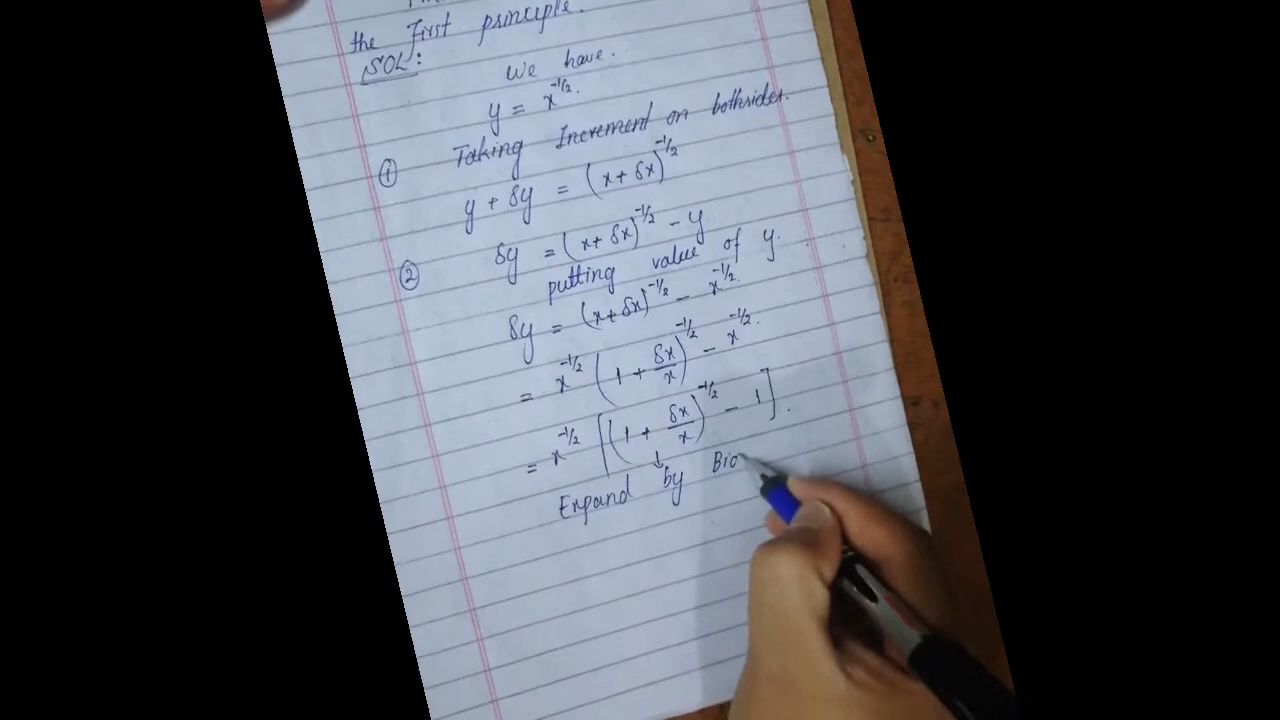 the First principle.
SOL:
We have.
y = x^{-1/2}.
① Taking Increment on bothsides.
y + δy = (x + δx)^{-1/2}
② δy = (x + δx)^{-1/2} - y
putting value of y.
δy = (x + δx)^{-1/2} - x^{-1/2}.
= x^{-1/2} (1 + δx/x)^{-1/2} - x^{-1/2}.
= x^{-1/2} [(1 + δx/x)^{-1/2} - 1].
↓
Expand by Bio